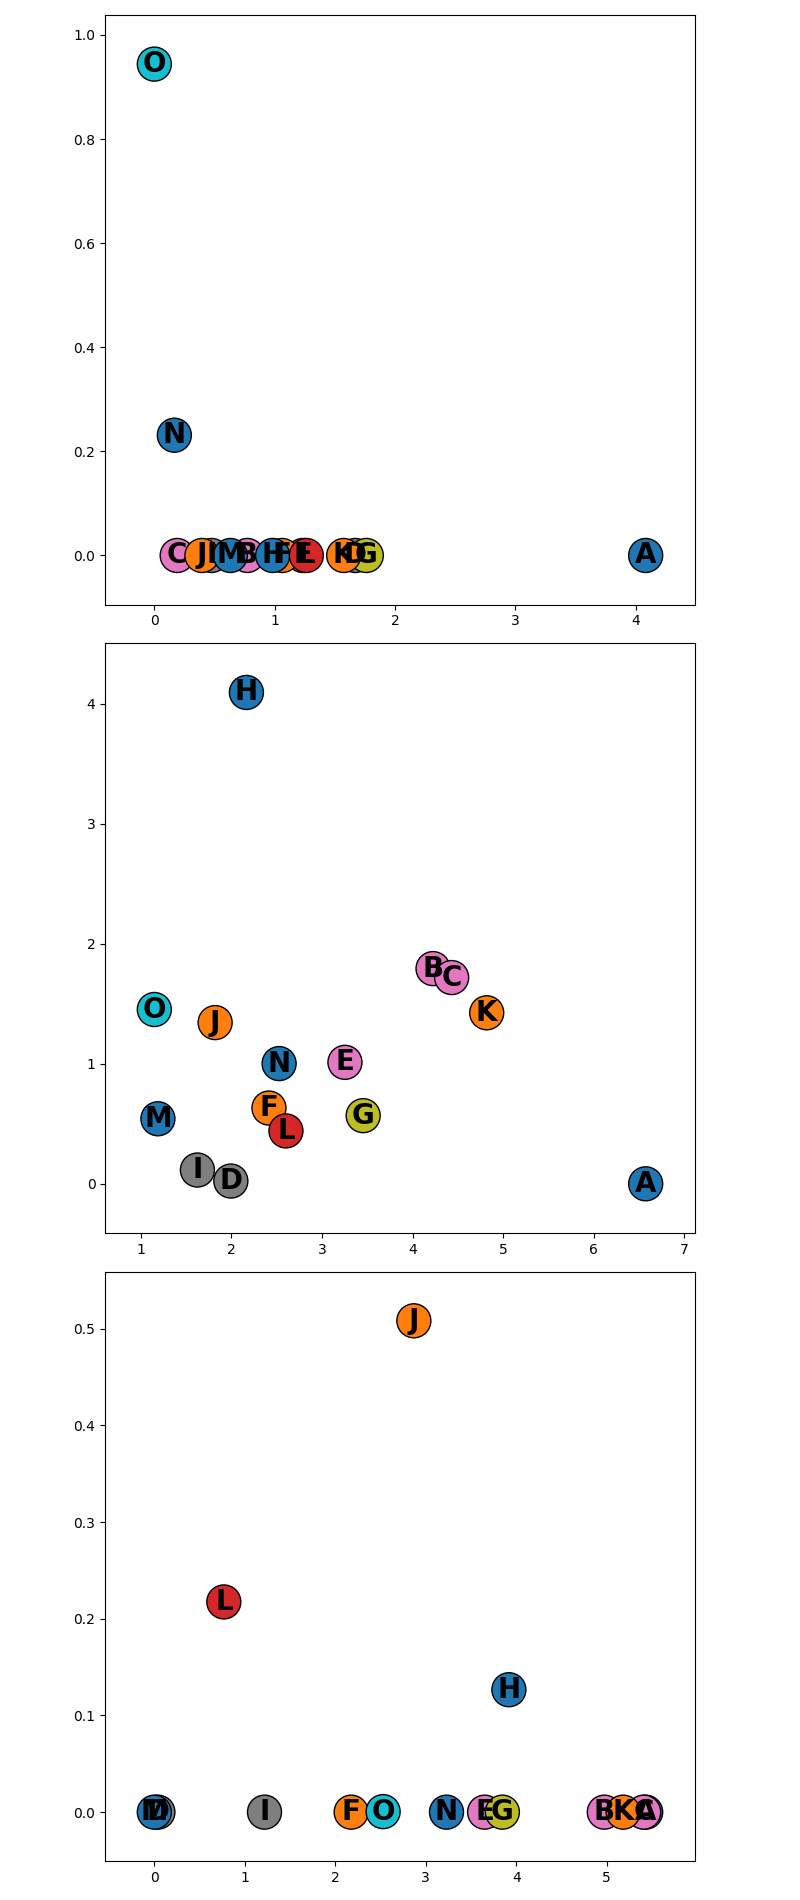 1.0
O
0.8
0.6
0.4
N
0.2
0.0 C J I M B H F E L K D G A
0 1 2 3 4
H
4
3
2
B C
K
O J
1 N E
M F L G
I D
0 A
1 2 3 4 5 6 7
J
0.5
0.4
0.3
L
0.2
H
0.1
0.0 M D I F O N E G B K C A
0 1 2 3 4 5